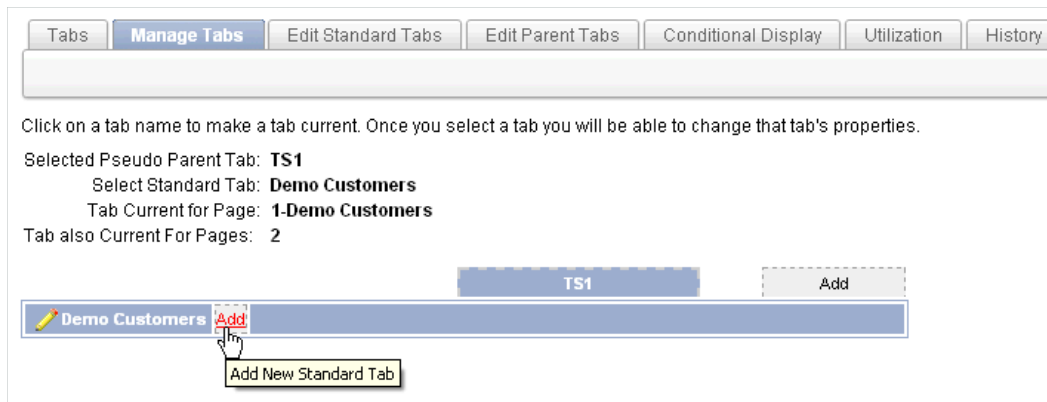 Tabs Manage Tabs Edit Standard Tabs Edit Parent Tabs Conditional Display Utilization History
Click on a tab name to make a tab current. Once you select a tab you will be able to change that tab's properties.
Selected Pseudo Parent Tab: TS1
Select Standard Tab: Demo Customers
Tab Current for Page: 1-Demo Customers
Tab also Current For Pages: 2
TS1 Add
Demo Customers Add
Add New Standard Tab